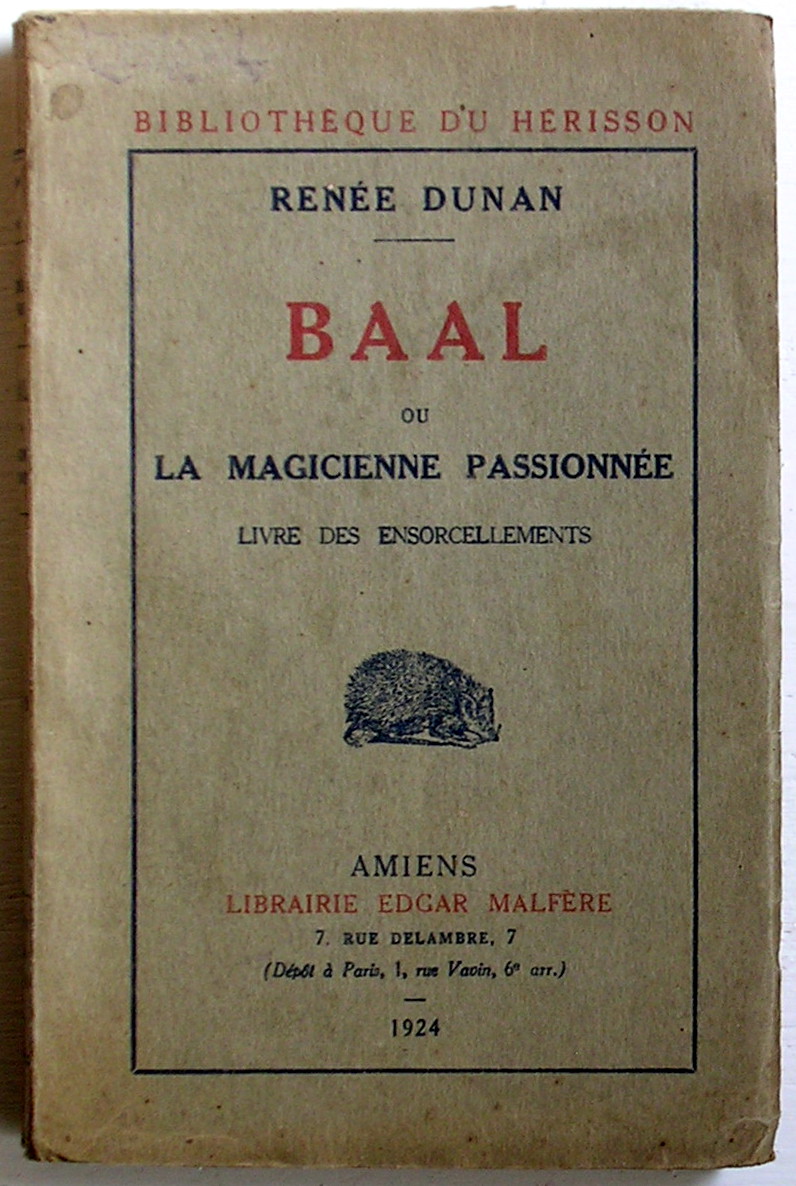 BIBLIOTHÈQUE DU HÉRISSON
RENÉE DUNAN
BAAL
OU
LA MAGICIENNE PASSIONNÉE
LIVRE DES ENSORCELLEMENTS
AMIENS
LIBRAIRIE EDGAR MALFÈRE
7, RUE DELAMBRE, 7
(Dépôt à Paris, 1, rue Vavin, 6e arr.)
1924